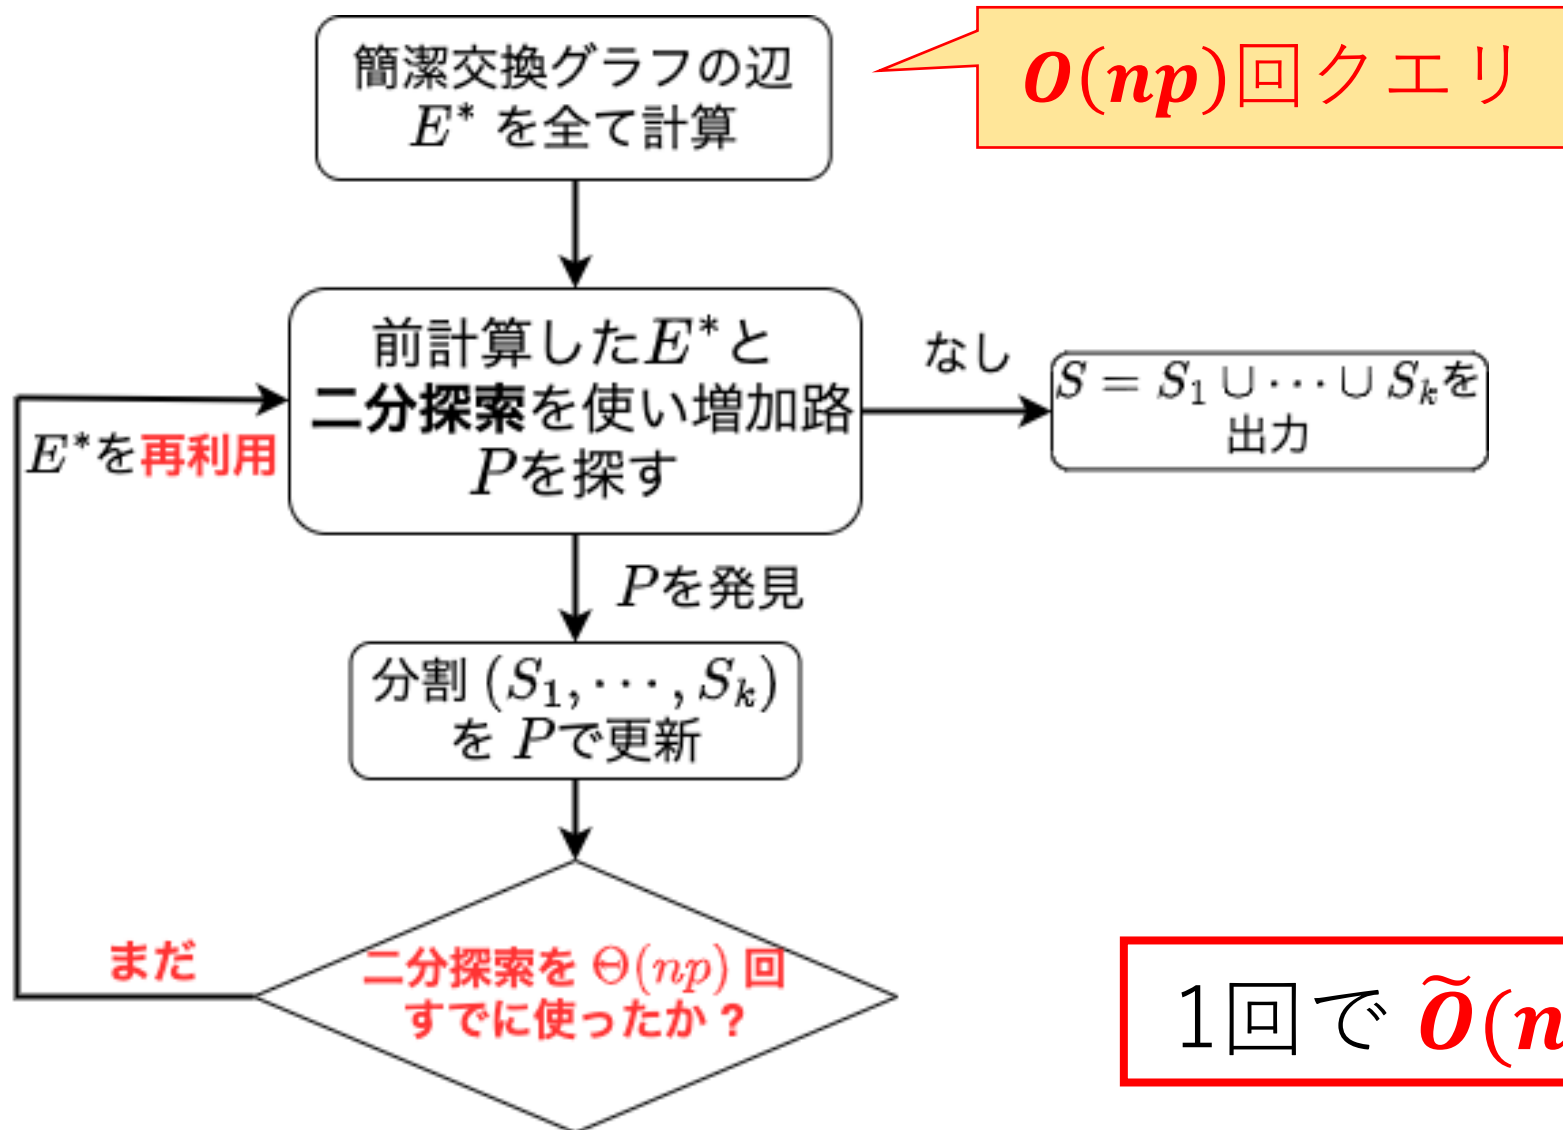 簡潔交換グラフの辺
E* を全て計算
O(np)回クエリ
前計算したE*と
二分探索を使い増加路
Pを探す
なし
S = S₁ ∪ ··· ∪ Sₖを
出力
E*を再利用
Pを発見
分割 (S₁, ··· , Sₖ)
を Pで更新
まだ
二分探索を Θ(np) 回
すでに使ったか？
1回で Õ(n